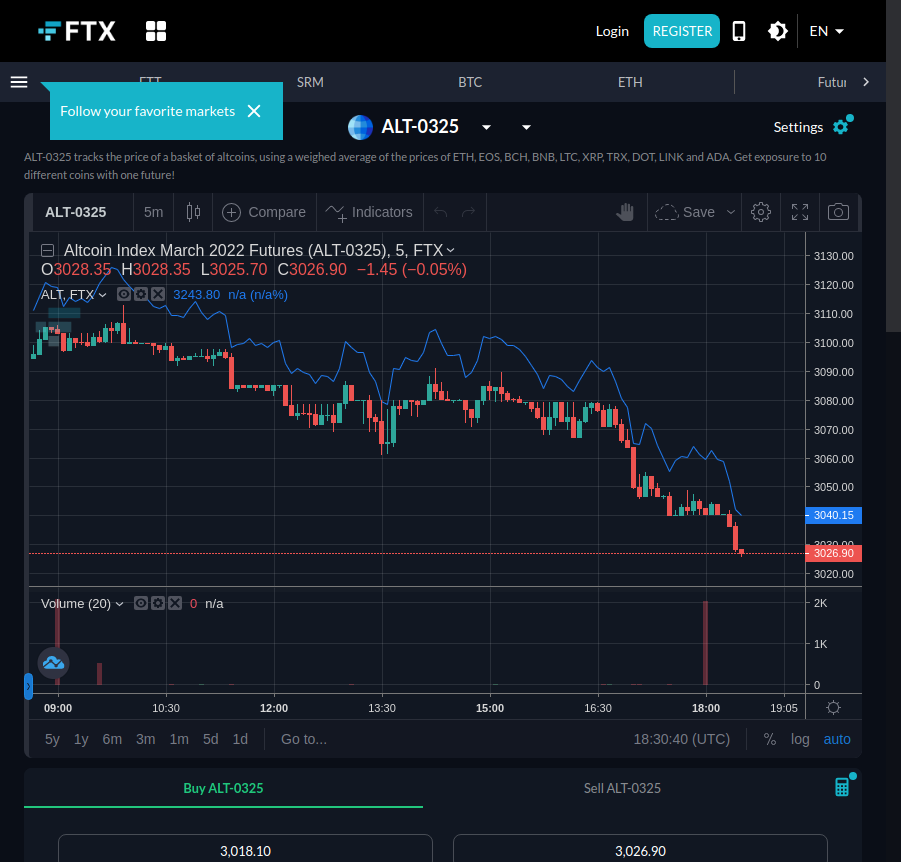 FTX
Login
REGISTER
EN
FTT
SRM
BTC
ETH
Futur
Follow your favorite markets
ALT-0325
Settings
ALT-0325 tracks the price of a basket of altcoins, using a weighed average of the prices of ETH, EOS, BCH, BNB, LTC, XRP, TRX, DOT, LINK and ADA. Get exposure to 10
different coins with one future!
ALT-0325
5m
Compare
Indicators
Save
Altcoin Index March 2022 Futures (ALT-0325), 5, FTX
O3028.35 H3028.35 L3025.70 C3026.90 −1.45 (−0.05%)
ALT, FTX 3243.80 n/a (n/a%)
3130.00
3120.00
3110.00
3100.00
3090.00
3080.00
3070.00
3060.00
3050.00
3040.15
3030.00
3026.90
3020.00
Volume (20) 0 n/a
2K
1K
0
09:00 10:30 12:00 13:30 15:00 16:30 18:00 19:05
5y 1y 6m 3m 1m 5d 1d Go to... 18:30:40 (UTC) % log auto
Buy ALT-0325
Sell ALT-0325
3,018.10
3,026.90